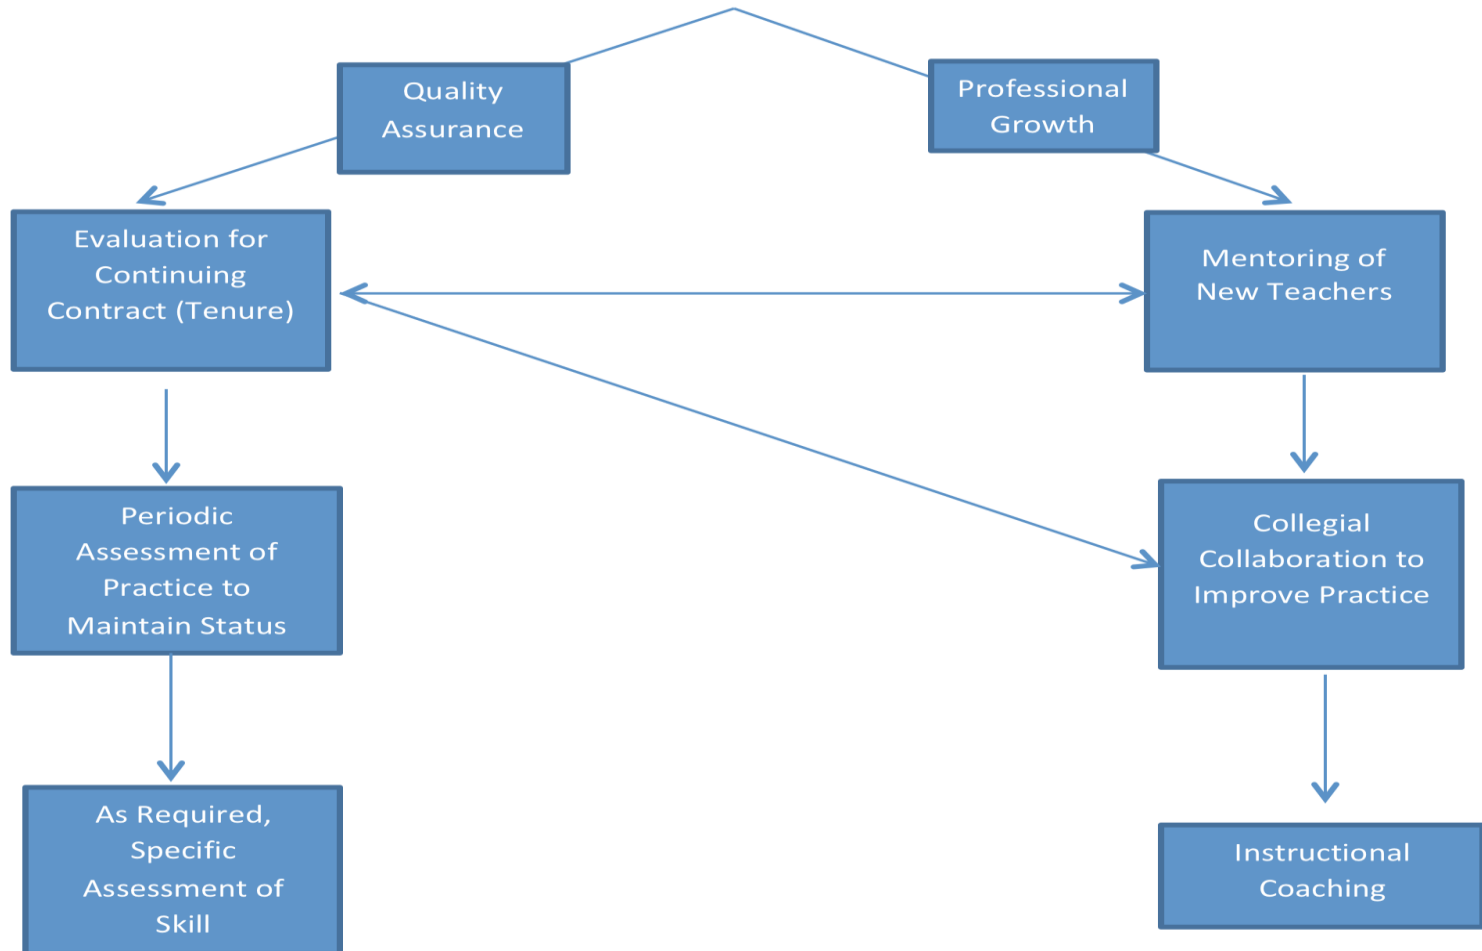 Quality
Assurance
Professional
Growth
Evaluation for
Continuing
Contract (Tenure)
Mentoring of
New Teachers
Periodic
Assessment of
Practice to
Maintain Status
Collegial
Collaboration to
Improve Practice
As Required,
Specific
Assessment of
Skill
Instructional
Coaching